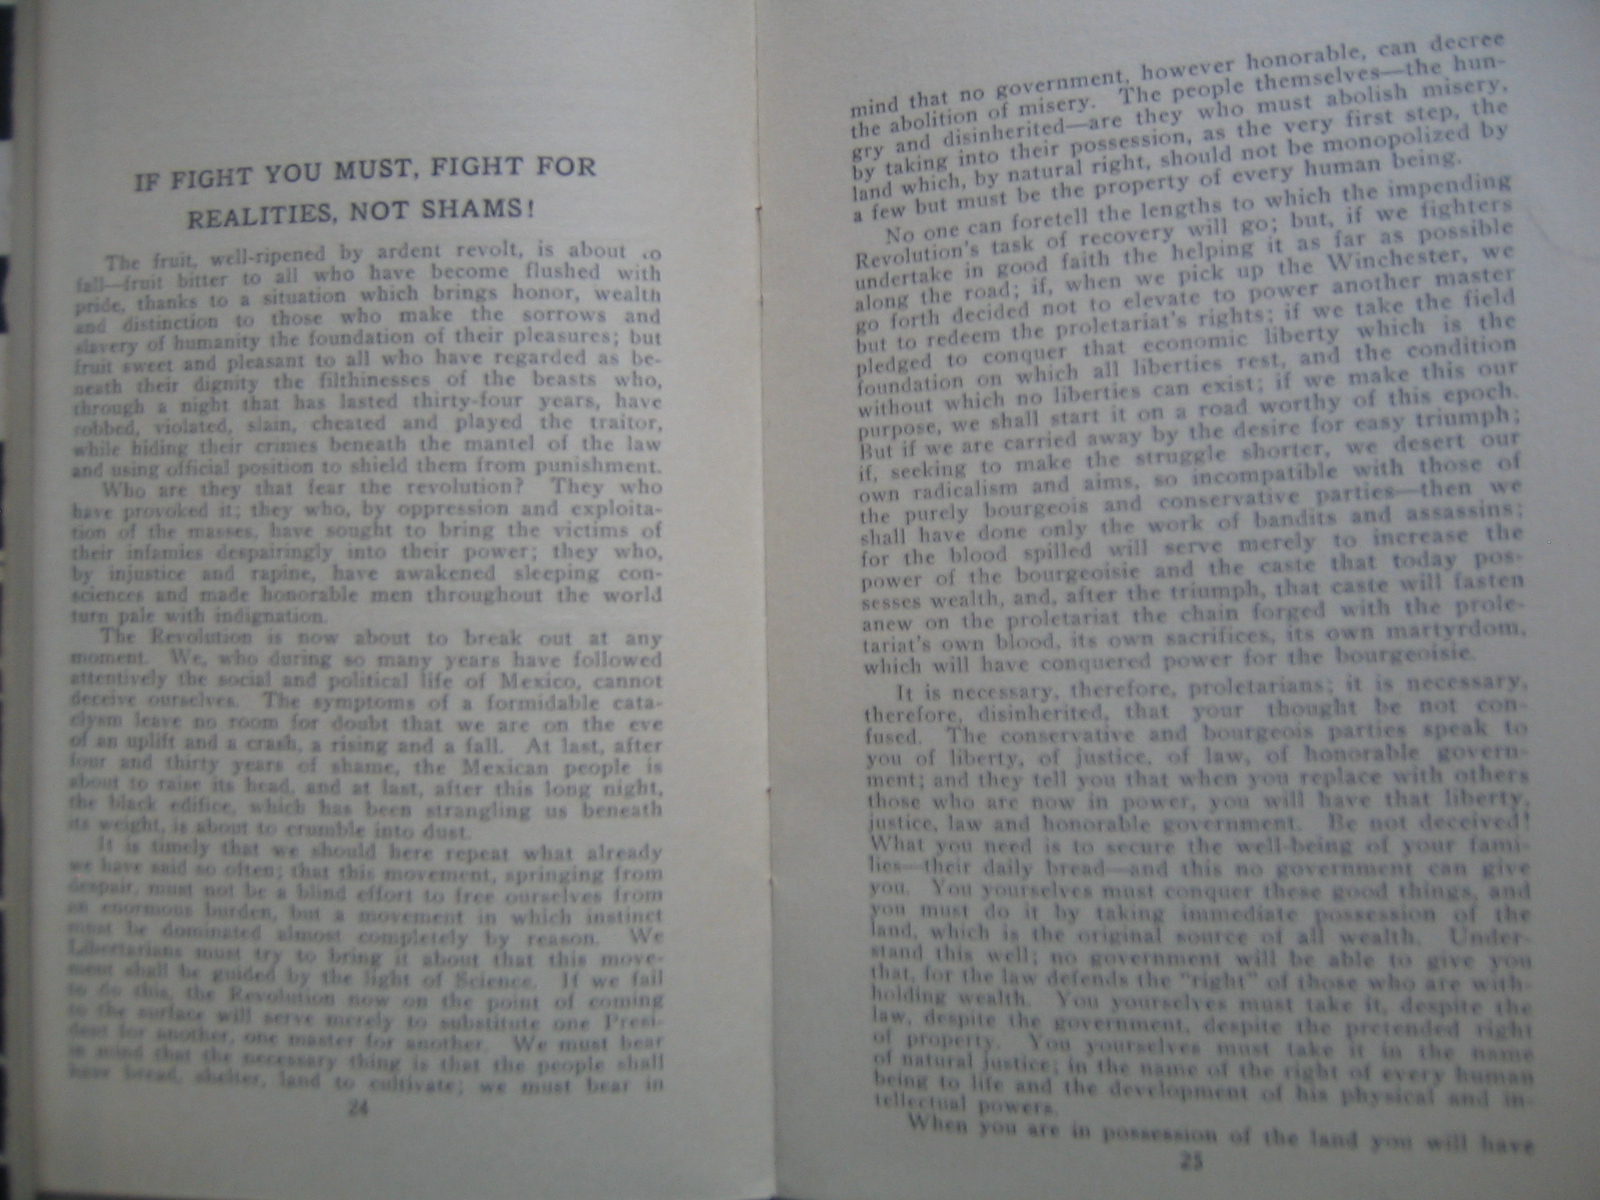 IF FIGHT YOU MUST, FIGHT FOR
REALITIES, NOT SHAMS!
The fruit, well-ripened by ardent revolt, is about to
fall—fruit bitter to all who have become flushed with
pride, thanks to a situation which brings honor, wealth
and distinction to those who make the sorrows and
slavery of humanity the foundation of their pleasures; but
fruit sweet and pleasant to all who have regarded as be-
neath their dignity the filthinesses of the beasts who,
through a night that has lasted thirty-four years, have
robbed, violated, slain, cheated and played the traitor,
while hiding their crimes beneath the mantel of the law
and using official position to shield them from punishment.
Who are they that fear the revolution? They who
have provoked it; they who, by oppression and exploita-
tion of the masses, have sought to bring the victims of
their infamies despairingly into their power; they who,
by injustice and rapine, have awakened sleeping con-
sciences and made honorable men throughout the world
turn pale with indignation.
The Revolution is now about to break out at any
moment. We, who during so many years have followed
attentively the social and political life of Mexico, cannot
deceive ourselves. The symptoms of a formidable cata-
clysm leave no room for doubt that we are on the eve
of an uplift and a crash, a rising and a fall. At last, after
four and thirty years of shame, the Mexican people is
about to raise its head, and at last, after this long night,
the black edifice, which has been strangling us beneath
its weight, is about to crumble into dust.
It is timely that we should here repeat what already
we have said so often; that this movement, springing from
despair, must not be a blind effort to free ourselves from
an enormous burden, but a movement in which instinct
must be dominated almost completely by reason. We
Libertarians must try to bring it about that this move-
ment shall be guided by the light of Science. If we fail
to do this, the Revolution now on the point of coming
to the surface will serve merely to substitute one Presi-
dent for another, one master for another. We must bear
in mind that the necessary thing is that the people shall
have bread, shelter, land to cultivate; we must bear in
24
mind that no government, however honorable, can decree
the abolition of misery. The people themselves—the hun-
gry and disinherited—are they who must abolish misery,
by taking into their possession, as the very first step, the
land which, by natural right, should not be monopolized by
a few but must be the property of every human being.
No one can foretell the lengths to which the impending
Revolution's task of recovery will go; but, if we fighters
undertake in good faith the helping it as far as possible
along the road; if, when we pick up the Winchester, we
go forth decided not to elevate to power another master
but to redeem the proletariat's rights; if we take the field
pledged to conquer that economic liberty which is the
foundation on which all liberties rest, and the condition
without which no liberties can exist; if we make this our
purpose, we shall start it on a road worthy of this epoch.
But if we are carried away by the desire for easy triumph;
if, seeking to make the struggle shorter, we desert our
own radicalism and aims, so incompatible with those of
the purely bourgeois and conservative parties—then we
shall have done only the work of bandits and assassins;
for the blood spilled will serve merely to increase the
power of the bourgeoisie and the caste that today pos-
sesses wealth, and, after the triumph, that caste will fasten
anew on the proletariat the chain forged with the prole-
tariat's own blood, its own sacrifices, its own martyrdom,
which will have conquered power for the bourgeoisie.
It is necessary, therefore, proletarians; it is necessary,
therefore, disinherited, that your thought be not con-
fused. The conservative and bourgeois parties speak to
you of liberty, of justice, of law, of honorable govern-
ment; and they tell you that when you replace with others
those who are now in power, you will have that liberty,
justice, law and honorable government. Be not deceived!
What you need is to secure the well-being of your fami-
lies—their daily bread—and this no government can give
you. You yourselves must conquer these good things, and
you must do it by taking immediate possession of the
land, which is the original source of all wealth. Under-
stand this well; no government will be able to give you
that, for the law defends the "right" of those who are with-
holding wealth. You yourselves must take it, despite the
law, despite the government, despite the pretended right
of property. You yourselves must take it in the name
of natural justice; in the name of the right of every human
being to life and the development of his physical and in-
tellectual powers.
When you are in possession of the land you will have
25